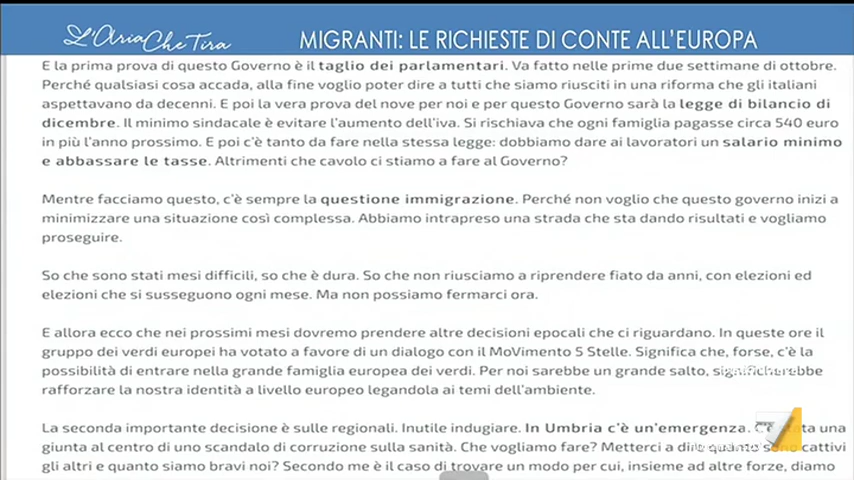 L'Aria Che Tira
MIGRANTI: LE RICHIESTE DI CONTE ALL'EUROPA
E la prima prova di questo Governo è il taglio dei parlamentari. Va fatto nelle prime due settimane di ottobre.
Perché qualsiasi cosa accada, alla fine voglio poter dire a tutti che siamo riusciti in una riforma che gli italiani
aspettavano da decenni. E poi la vera prova del nove per noi e per questo Governo sarà la legge di bilancio di
dicembre. Il minimo sindacale è evitare l'aumento dell'iva. Si rischiava che ogni famiglia pagasse circa 540 euro
in più l'anno prossimo. E poi c'è tanto da fare nella stessa legge: dobbiamo dare ai lavoratori un salario minimo
e abbassare le tasse. Altrimenti che cavolo ci stiamo a fare al Governo?
Mentre facciamo questo, c'è sempre la questione immigrazione. Perché non voglio che questo governo inizi a
minimizzare una situazione così complessa. Abbiamo intrapreso una strada che sta dando risultati e vogliamo
proseguire.
So che sono stati mesi difficili, so che è dura. So che non riusciamo a riprendere fiato da anni, con elezioni ed
elezioni che si susseguono ogni mese. Ma non possiamo fermarci ora.
E allora ecco che nei prossimi mesi dovremo prendere altre decisioni epocali che ci riguardano. In queste ore il
gruppo dei verdi europei ha votato a favore di un dialogo con il MoVimento 5 Stelle. Significa che, forse, c'è la
possibilità di entrare nella grande famiglia europea dei verdi. Per noi sarebbe un grande salto, significherebbe
rafforzare la nostra identità a livello europeo legandola ai temi dell'ambiente.
La seconda importante decisione è sulle regionali. Inutile indugiare. In Umbria c'è un'emergenza. una
giunta al centro di uno scandalo di corruzione sulla sanità. Che vogliamo fare? Metterci a dire cattivi
gli altri e quanto siamo bravi noi? Secondo me è il caso di trovare un modo per cui, insieme ad altre forze, diamo